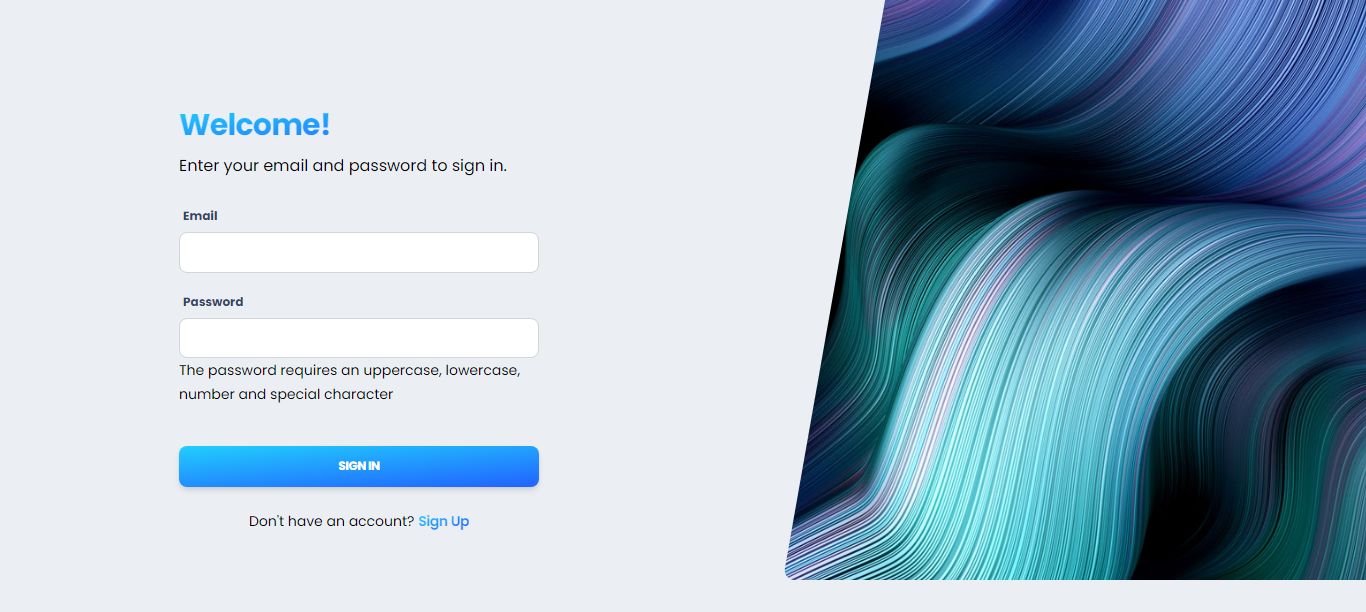 Welcome!
Enter your email and password to sign in.
Email
Password
The password requires an uppercase, lowercase,
number and special character
SIGN IN
Don't have an account? Sign Up